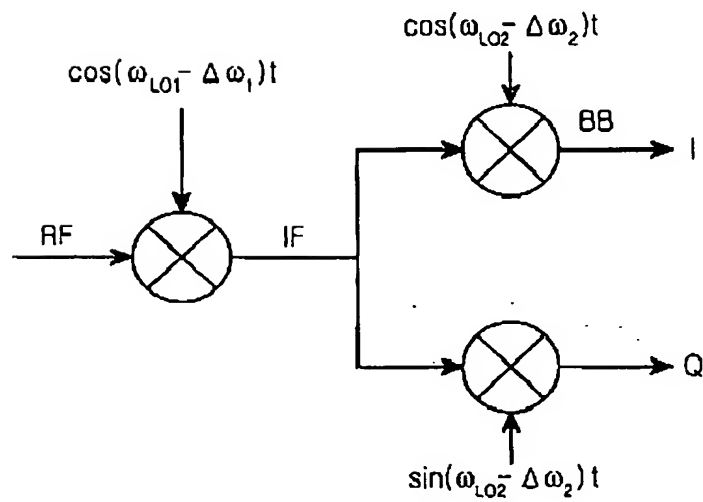 cos(ω_LO2 - Δω_2)t
cos(ω_LO1 - Δω_1)t
BB
I
RF
IF
Q
sin(ω_LO2 - Δω_2)t